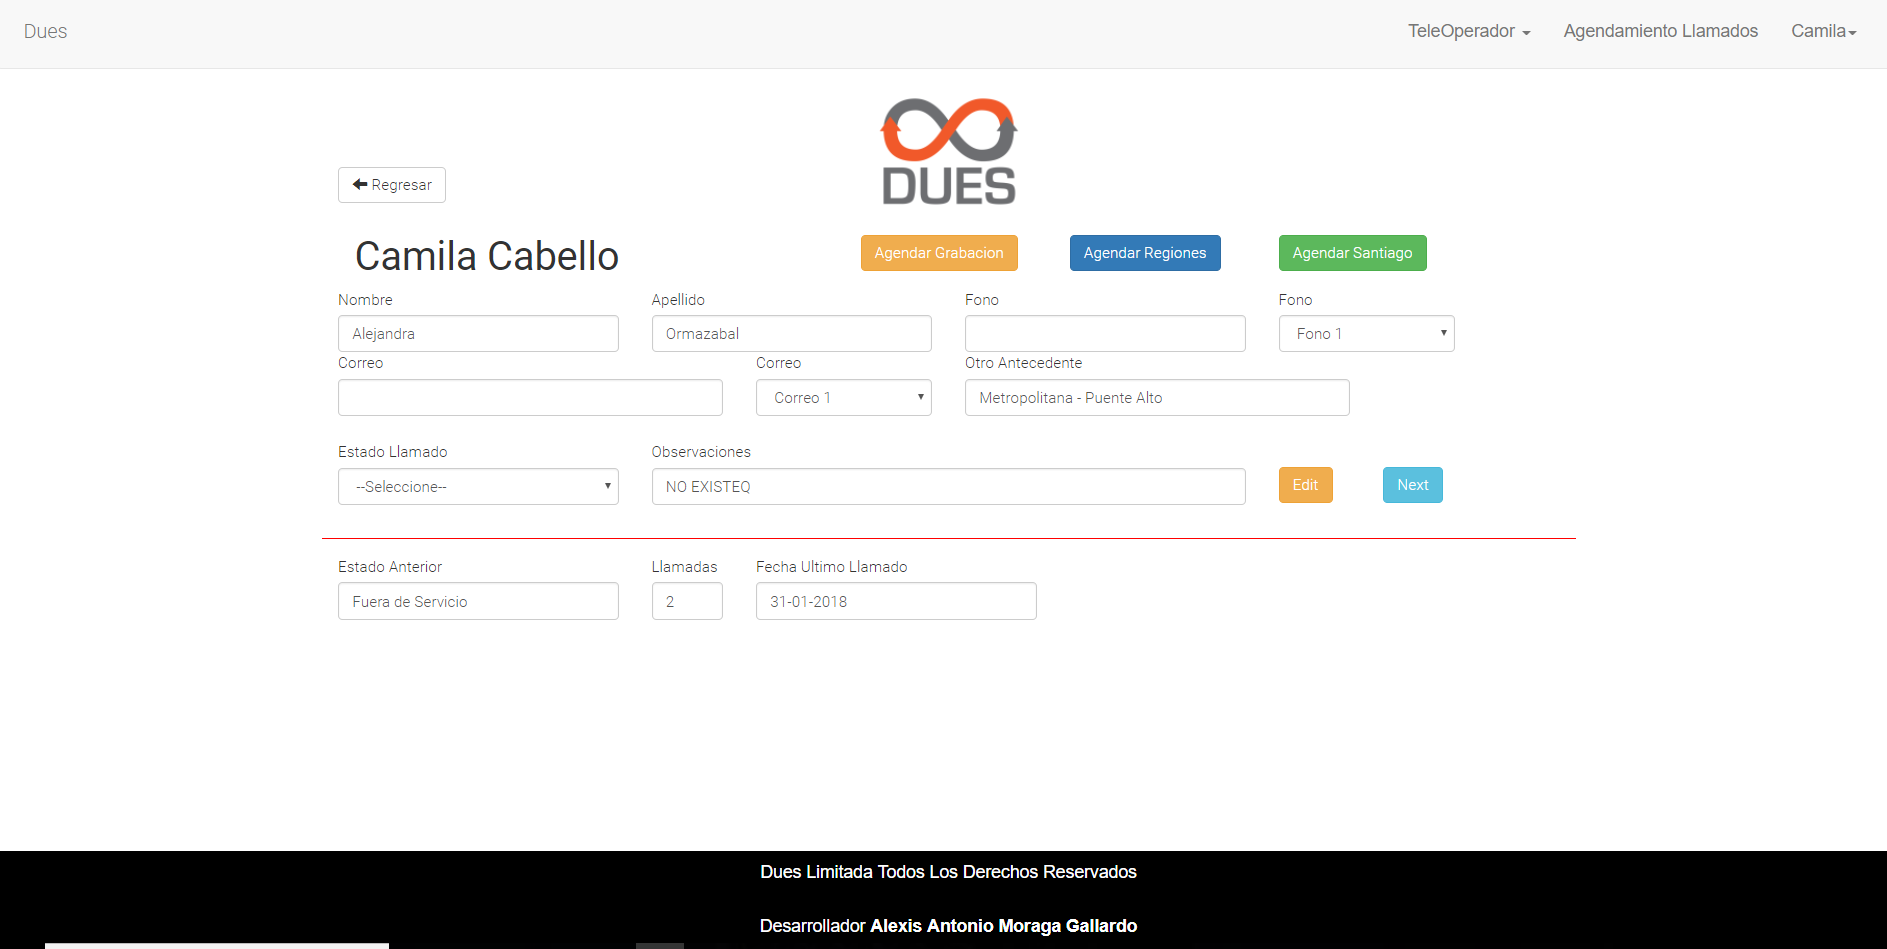 Dues TeleOperador Agendamiento Llamados Camila
DUES
Regresar
Camila Cabello Agendar Grabacion Agendar Regiones Agendar Santiago
Nombre Apellido Fono Fono
Alejandra Ormazabal Fono 1
Correo Correo Otro Antecedente
Correo 1 Metropolitana - Puente Alto
Estado Llamado Observaciones
--Seleccione-- NO EXISTEQ Edit Next
Estado Anterior Llamadas Fecha Ultimo Llamado
Fuera de Servicio 2 31-01-2018
Dues Limitada Todos Los Derechos Reservados
Desarrollador Alexis Antonio Moraga Gallardo